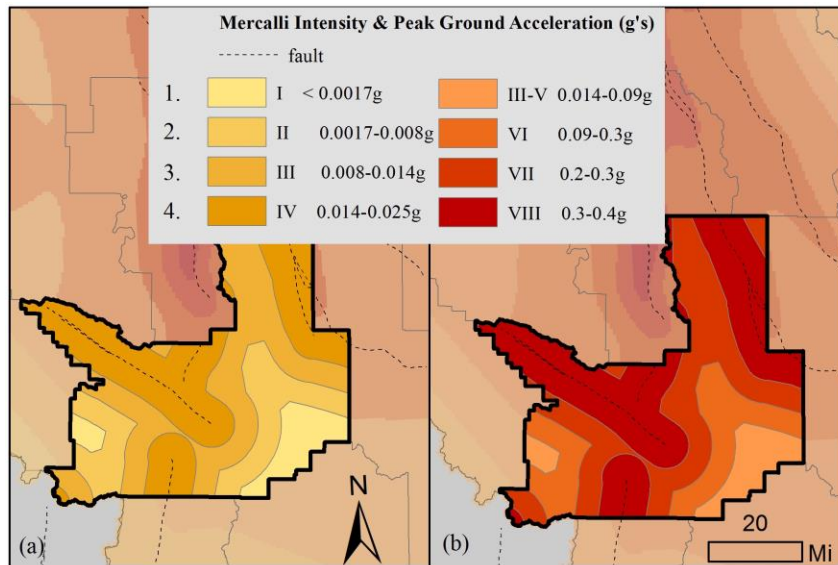 Mercalli Intensity & Peak Ground Acceleration (g's)
fault
1. I < 0.0017g III-V 0.014-0.09g
2. II 0.0017-0.008g VI 0.09-0.3g
3. III 0.008-0.014g VII 0.2-0.3g
4. IV 0.014-0.025g VIII 0.3-0.4g
N
20
(a) (b) Mi